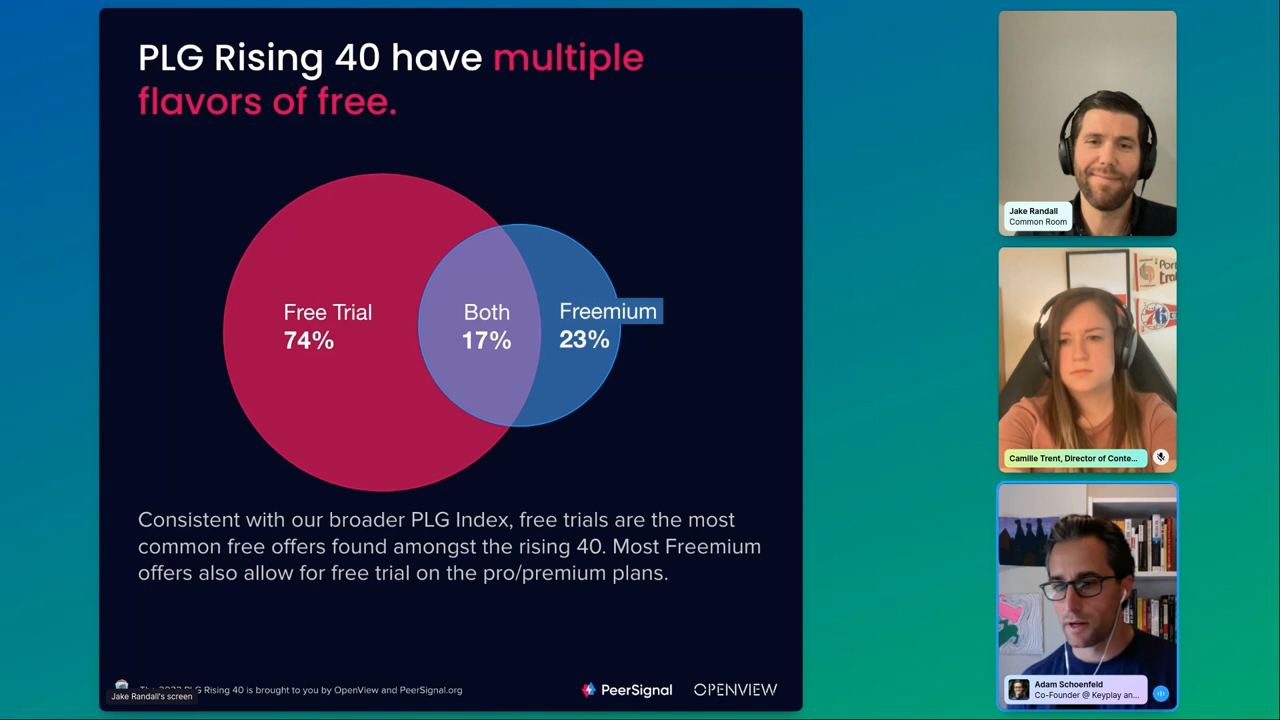 PLG Rising 40 have multiple
flavors of free.
Free Trial
74%
Both
17%
Freemium
23%
Consistent with our broader PLG Index, free trials are the most
common free offers found amongst the rising 40. Most Freemium
offers also allow for free trial on the pro/premium plans.
Rising 40 is brought to you by OpenView and PeerSignal.org
PeerSignal
OPENVIEW
Jake Randall's screen
Jake Randall
Common Room
Camille Trent, Director of Conte...
Adam Schoenfeld
Co-Founder @ Keyplay an...
76